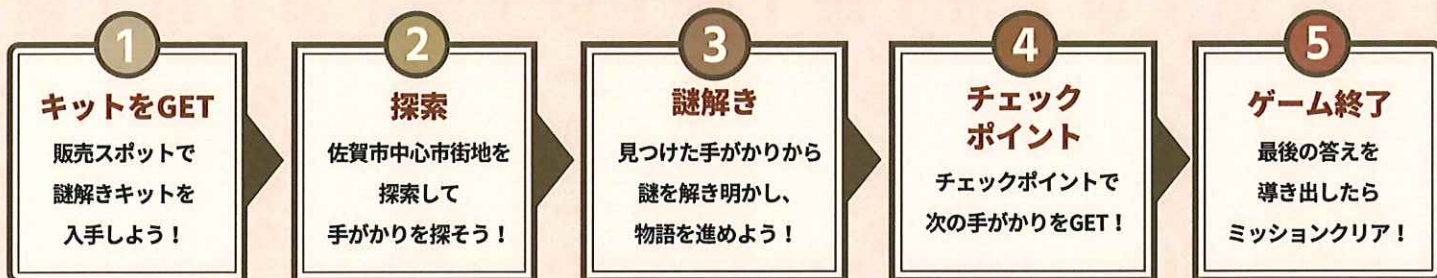 1
キットをGET
販売スポットで
謎解きキットを
入手しよう！
2
探索
佐賀市中心市街地を
探索して
手がかりを探そう！
3
謎解き
見つけた手がかりから
謎を解き明かし、
物語を進めよう！
4
チェック
ポイント
チェックポイントで
次の手がかりをGET！
5
ゲーム終了
最後の答えを
導き出したら
ミッションクリア！